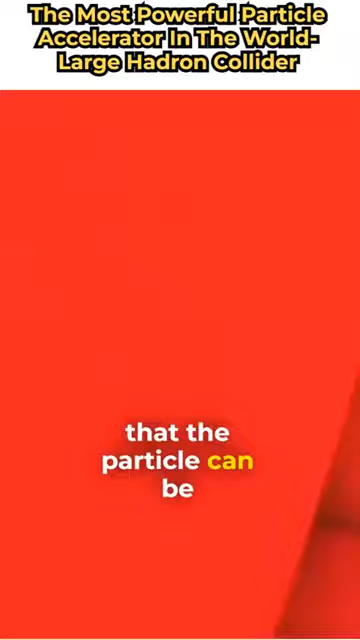 The Most Powerful Particle
Accelerator In The World-
Large Hadron Collider
that the
particle can
be